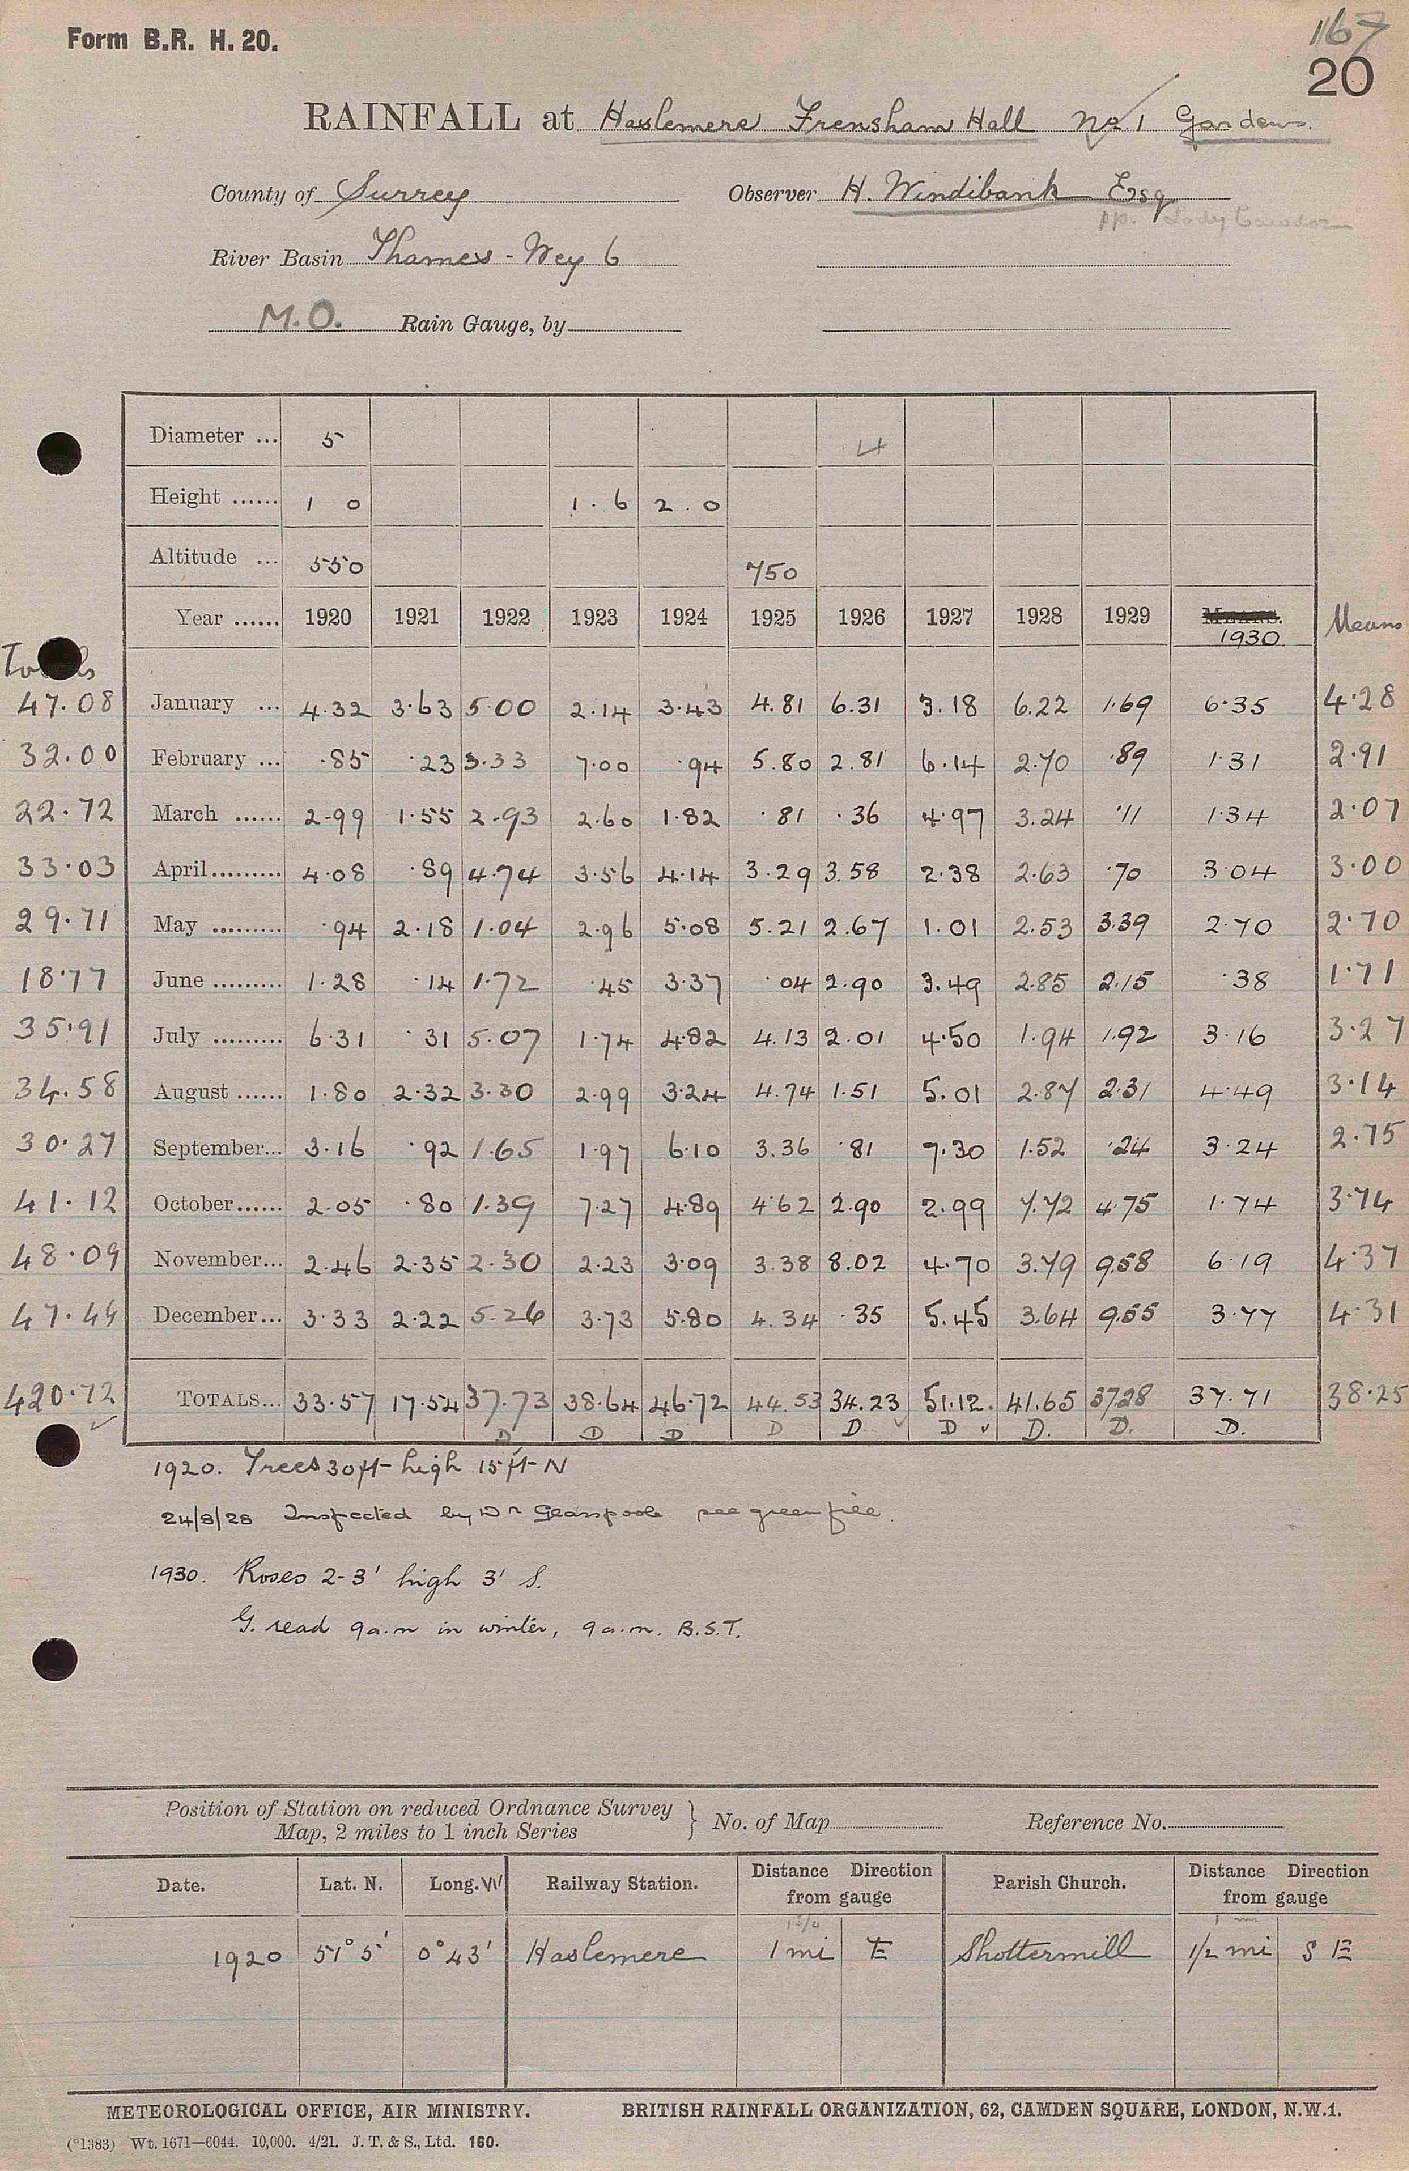 Form B.R. H. 20.
167
20
RAINFALL at Haslemere Frensham Hall No 1 Gardens
County of Surrey Observer H. Windibank Esq
pp. Lady
River Basin Thames - Wey 6
M.O. Rain Gauge, by
Diameter ... 5 4
Height ...... 1 0 1.6 2.0
Altitude ... 550 750
Year ...... 1920 1921 1922 1923 1924 1925 1926 1927 1928 1929 1930 Means
Totals
47.08 January ... 4.32 3.63 5.00 2.14 3.43 4.81 6.31 3.18 6.22 1.69 6.35 4.28
32.00 February ... .85 .23 3.33 7.00 .94 5.80 2.81 6.14 2.70 .89 1.31 2.91
22.72 March ...... 2.99 1.55 2.93 2.60 1.82 .81 .36 4.97 3.24 .11 1.34 2.07
33.03 April......... 4.08 .89 4.74 3.56 4.14 3.29 3.58 2.38 2.63 .70 3.04 3.00
29.71 May ......... .94 2.18 1.04 2.96 5.08 5.21 2.67 1.01 2.53 3.39 2.70 2.70
18.77 June ......... 1.28 .14 1.72 .45 3.37 .04 2.90 3.49 2.85 2.15 .38 1.71
35.91 July ......... 6.31 .31 5.07 1.74 4.82 4.13 2.01 4.50 1.94 1.92 3.16 3.27
34.58 August ...... 1.80 2.32 3.30 2.99 3.24 4.74 1.51 5.01 2.87 2.31 4.49 3.14
30.27 September... 3.16 .92 1.65 1.97 6.10 3.36 .81 7.30 1.52 .24 3.24 2.75
41.12 October...... 2.05 .80 1.39 7.27 4.89 4.62 2.90 2.99 7.72 4.75 1.74 3.74
48.09 November... 2.46 2.35 2.30 2.23 3.09 3.38 8.02 4.70 3.79 9.58 6.19 4.37
47.44 December... 3.33 2.22 5.26 3.73 5.80 4.34 .35 5.45 3.64 9.55 3.77 4.31
420.72 TOTALS... 33.57 17.54 37.73 38.64 46.72 44.53 34.23 51.12. 41.65 37.28 37.71 38.25
D D D D D D D. D. D.
1920. Trees 30ft high 15ft N
24/8/28 Inspected by Dr Glasspoole see green file.
1930. Roses 2-3' high 3' S.
G. read 9a.m in winter, 9a.m. B.S.T.
Position of Station on reduced Ordnance Survey Map, 2 miles to 1 inch Series } No. of Map Reference No.
Date. Lat. N. Long. W Railway Station. Distance Direction from gauge Parish Church. Distance Direction from gauge
1920 51° 5' 0° 43' Haslemere 1 mi E Shottermill 1/2 mi S E
METEOROLOGICAL OFFICE, AIR MINISTRY. BRITISH RAINFALL ORGANIZATION, 62, CAMDEN SQUARE, LONDON, N.W.1.
(*1383) Wt. 1671—6044. 10,000. 4/21. J. T. & S., Ltd. 160.